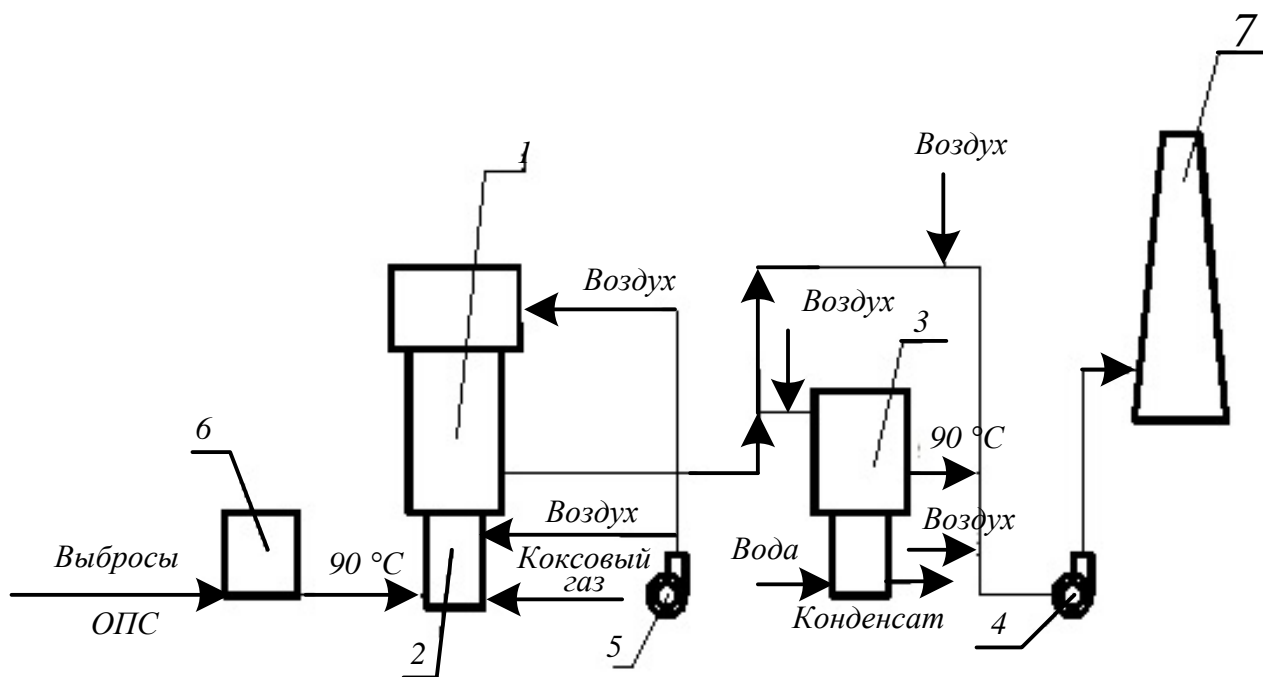 7
1
Воздух
Воздух
Воздух
3
6
90 °C
Воздух
Воздух
Выбросы
90 °C
Коксовый
газ
Вода
ОПС
Конденсат
2
5
4